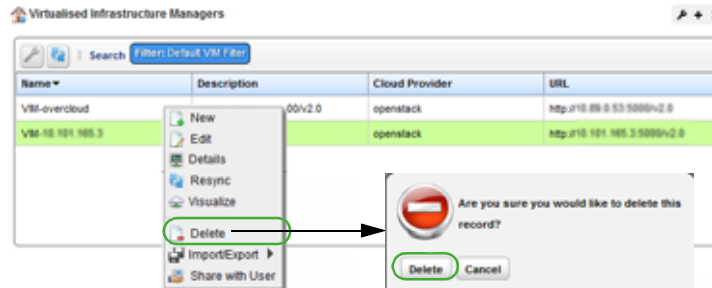 Virtualised Infrastructure Managers
Search Filter: Default VIM Filter
Name Description Cloud Provider URL
VIM-overcloud 00/v2.0 openstack http://10.89.0.53:5000/v2.0
VIM-10.101.165.3 openstack http://10.101.165.3:5000/v2.0
New
Edit
Details
Resync
Visualize
Delete
Import/Export
Share with User
Are you sure you would like to delete this
record?
Delete Cancel